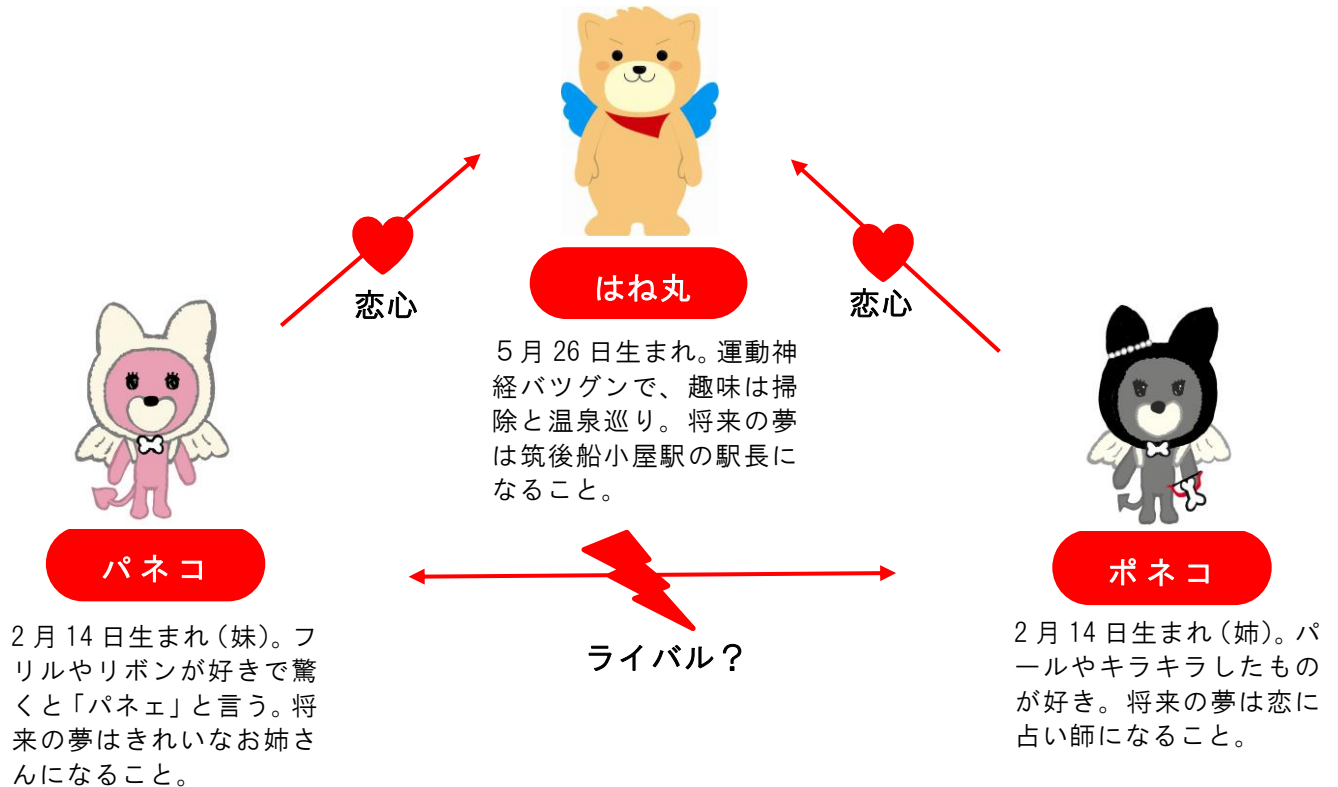 恋心
はね丸
恋心
5月26日生まれ。運動神
経バツグンで、趣味は掃
除と温泉巡り。将来の夢
は筑後船小屋駅の駅長に
なること。
パネコ
2月14日生まれ(妹)。フ
リルやリボンが好きで驚
くと「パネェ」と言う。将
来の夢はきれいなお姉さ
んになること。
ライバル?
ポネコ
2月14日生まれ(姉)。パ
ールやキラキラしたもの
が好き。将来の夢は恋に
占い師になること。